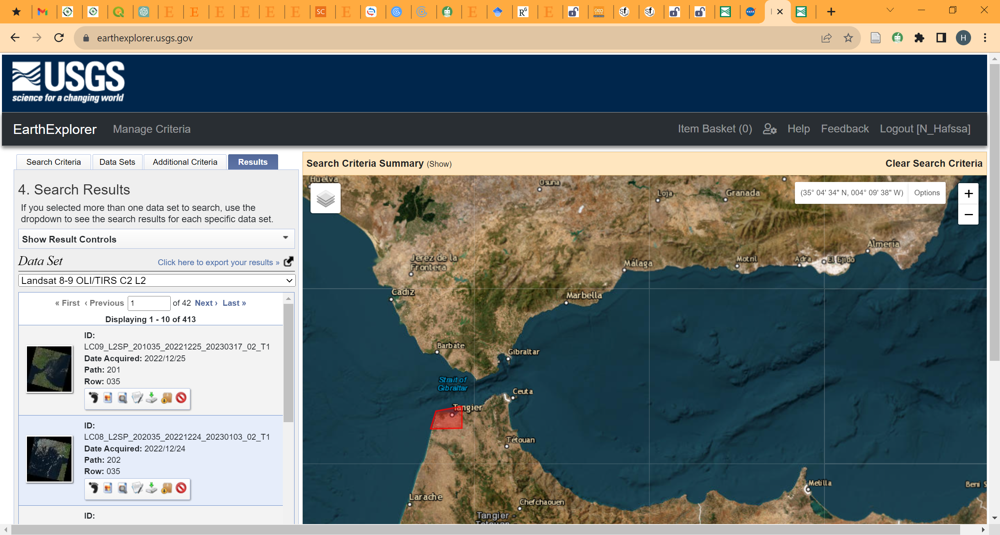 SC
R G
GEO
SLAM
sf
sf
NASA
earthexplorer.usgs.gov
H
USGS
science for a changing world
EarthExplorer
Manage Criteria
Item Basket (0)
Help
Feedback
Logout [N_Hafssa]
Search Criteria
Data Sets
Additional Criteria
Results
4. Search Results
If you selected more than one data set to search, use the
dropdown to see the search results for each specific data set.
Show Result Controls
Data Set
Click here to export your results »
Landsat 8-9 OLI/TIRS C2 L2
« First ‹ Previous 1 of 42 Next › Last »
Displaying 1 - 10 of 413
ID:
LC09_L2SP_201035_20221225_20230317_02_T1
Date Acquired: 2022/12/25
Path: 201
Row: 035
ID:
LC08_L2SP_202035_20221224_20230103_02_T1
Date Acquired: 2022/12/24
Path: 202
Row: 035
ID:
Search Criteria Summary (Show)
Clear Search Criteria
(35° 04' 34" N, 004° 09' 38" W)
Options
+
−
Huelva
Osuna
Loja
Granada
Almería
Jerez de la
Frontera
Málaga
Motril
Adra
El Ejido
Cadiz
Marbella
Barbate
Gibraltar
Strait of
Gibraltar
Ceuta
Tangier
Tétouan
Melilla
Beni S
Larache
Chefchaouen
Tangier -
Tetouan -